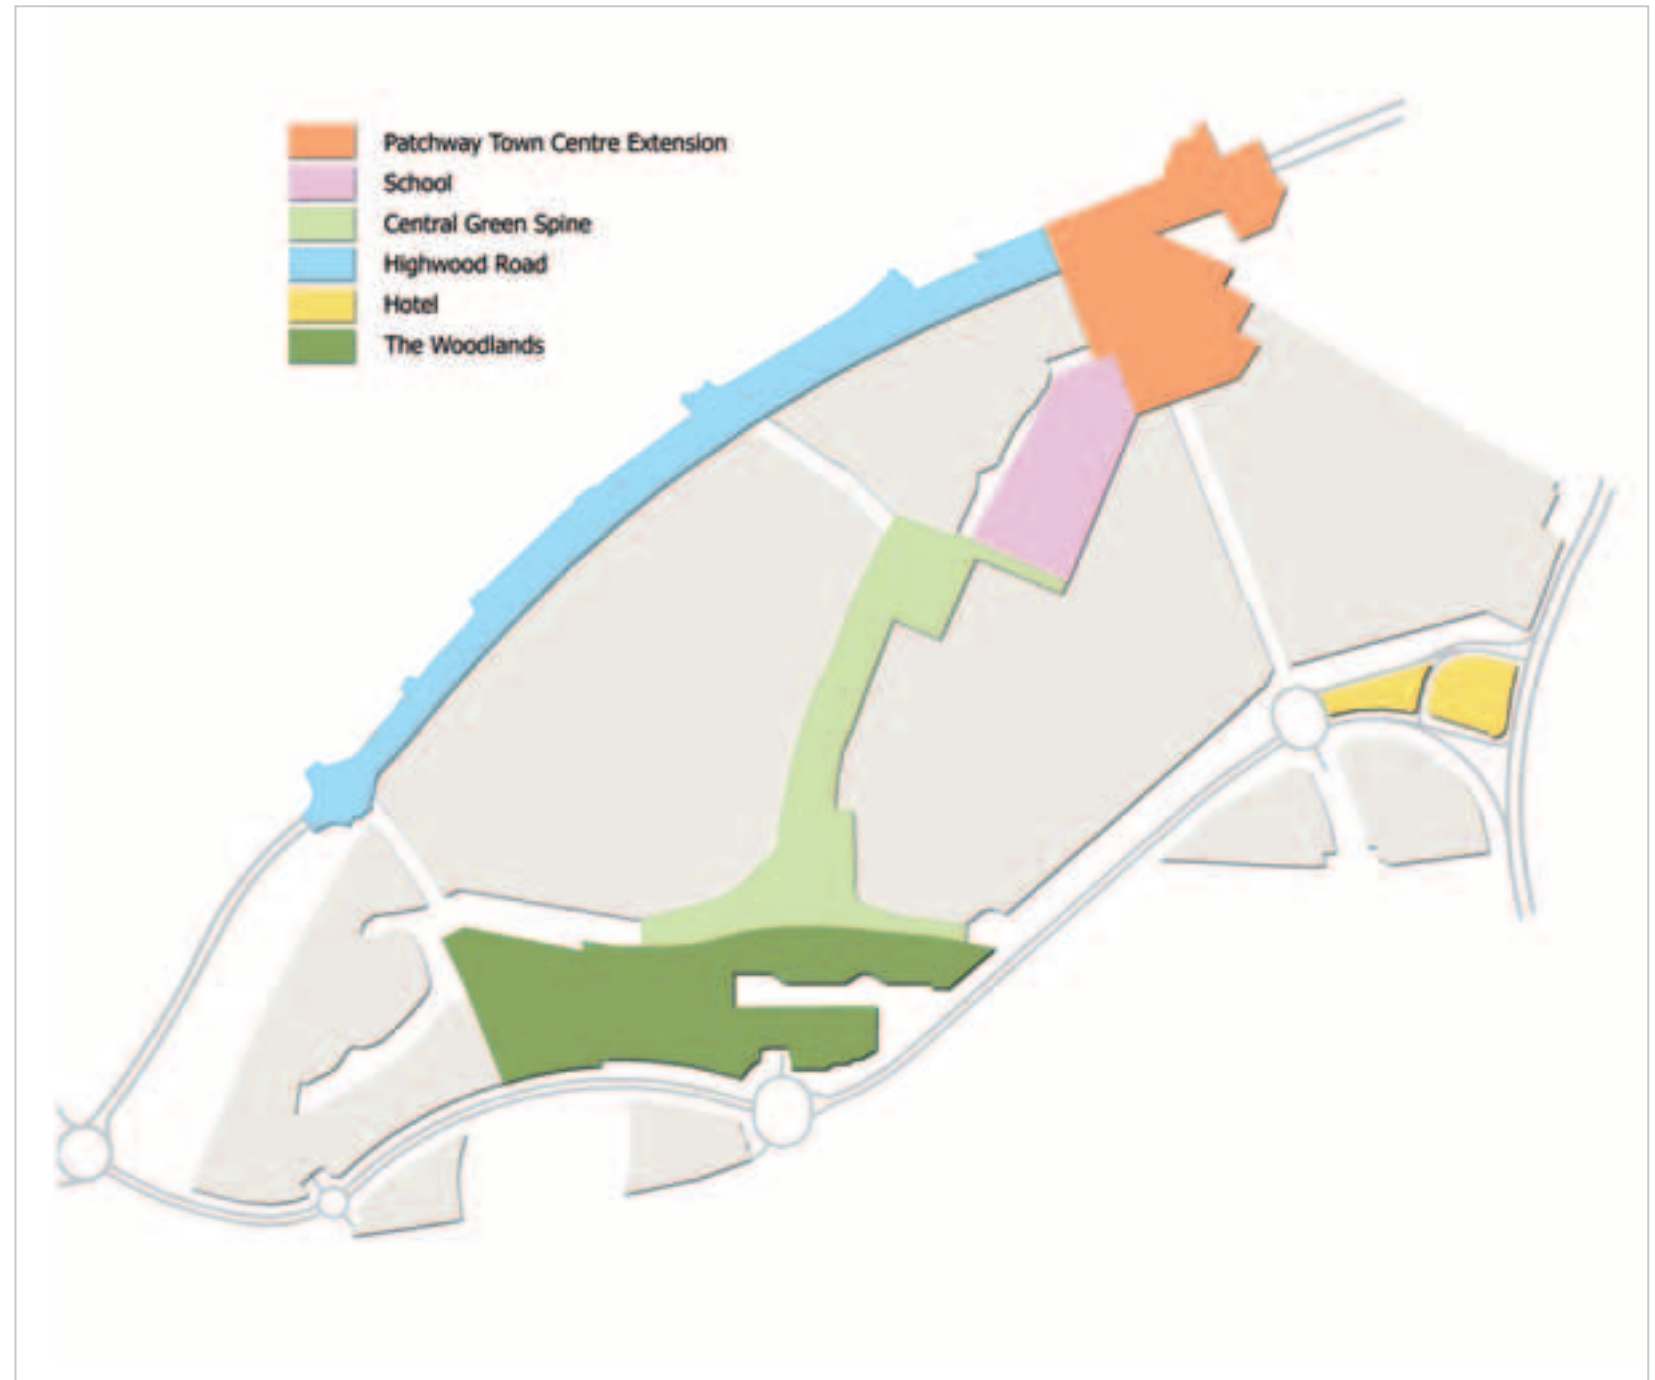 Patchway Town Centre Extension
School
Central Green Spine
Highwood Road
Hotel
The Woodlands